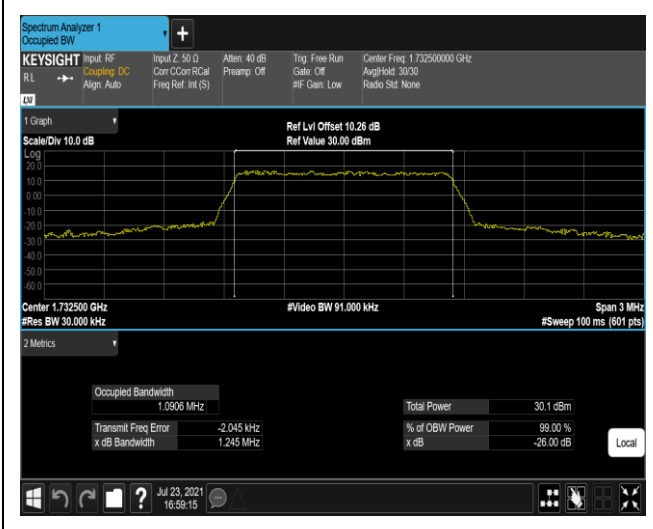 Spectrum Analyzer 1
Occupied BW
+
KEYSIGHT Input: RF Input Z: 50 Ω Atten: 40 dB Trig: Free Run Center Freq: 1.732500000 GHz
R L Coupling: DC Corr CCorr RCal Preamp: Off Gate: Off Avg|Hold: 30/30
Align: Auto Freq Ref: Int (S) #IF Gain: Low Radio Std: None
LXI
1 Graph
Ref Lvl Offset 10.26 dB
Scale/Div 10.0 dB Ref Value 30.00 dBm
Log
20.0
10.0
0.00
-10.0
-20.0
-30.0
-40.0
-50.0
-60.0
Center 1.732500 GHz #Video BW 91.000 kHz Span 3 MHz
#Res BW 30.000 kHz #Sweep 100 ms (601 pts)
2 Metrics
Occupied Bandwidth
1.0906 MHz Total Power 30.1 dBm
Transmit Freq Error -2.045 kHz % of OBW Power 99.00 %
x dB Bandwidth 1.245 MHz x dB -26.00 dB
Local
? Jul 23, 2021
16:59:15